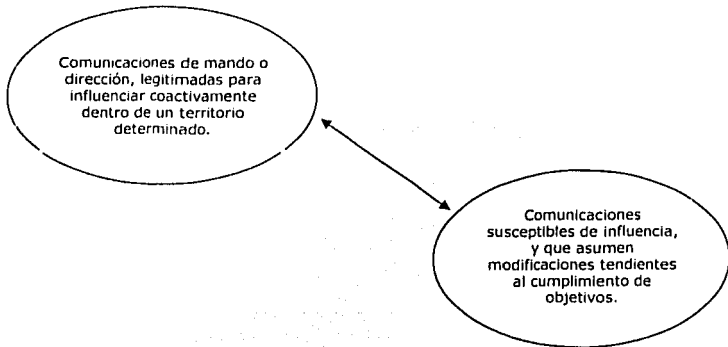 Comunicaciones de mando o
dirección, legitimadas para
influenciar coactivamente
dentro de un territorio
determinado.
Comunicaciones
susceptibles de influencia,
y que asumen
modificaciones tendientes
al cumplimiento de
objetivos.